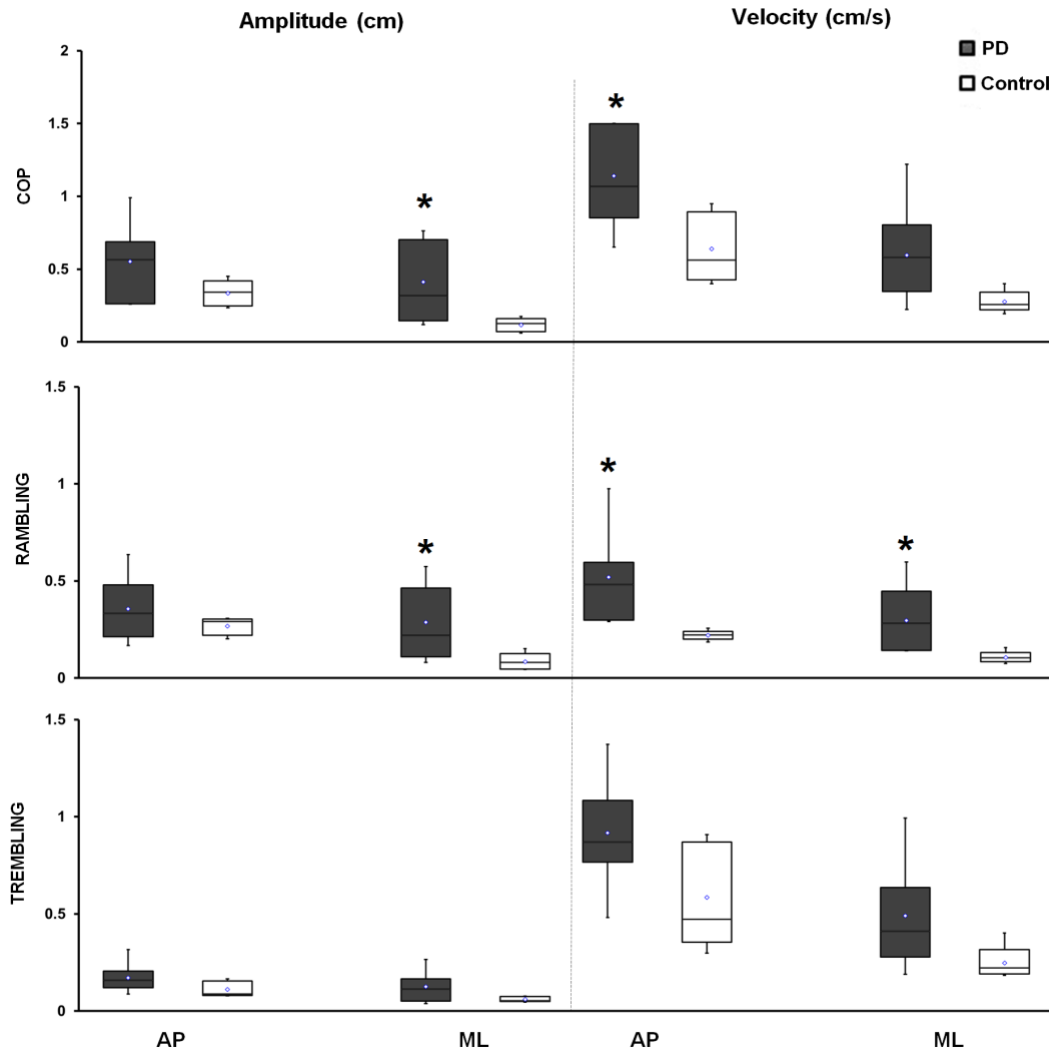 Amplitude (cm)
Velocity (cm/s)
PD
Control
COP
2
1.5
1
0.5
0
*
*
RAMBLING
1.5
1
0.5
0
*
*
*
TREMBLING
1.5
1
0.5
0
AP
ML
AP
ML